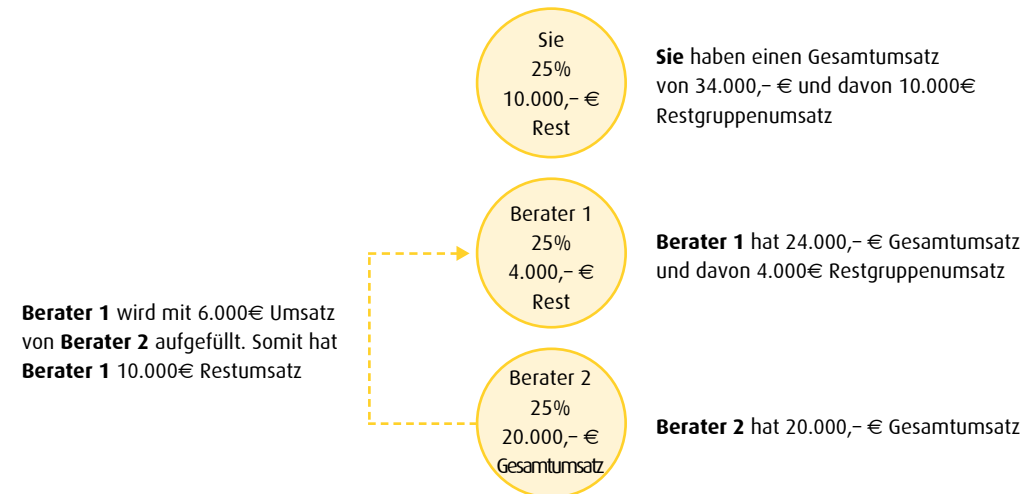 Sie
25%
10.000,– €
Rest
Sie haben einen Gesamtumsatz
von 34.000,– € und davon 10.000€
Restgruppenumsatz
Berater 1
25%
4.000,– €
Rest
Berater 1 hat 24.000,– € Gesamtumsatz
und davon 4.000€ Restgruppenumsatz
Berater 1 wird mit 6.000€ Umsatz
von Berater 2 aufgefüllt. Somit hat
Berater 1 10.000€ Restumsatz
Berater 2
25%
20.000,– €
Gesamtumsatz
Berater 2 hat 20.000,– € Gesamtumsatz